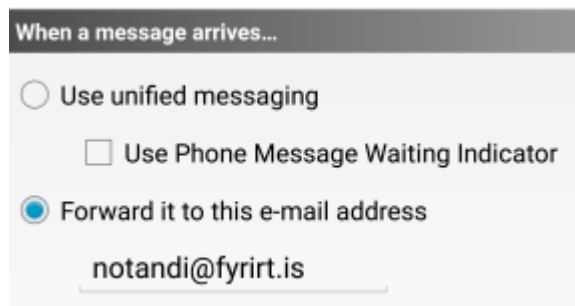 When a message arrives...
Use unified messaging
Use Phone Message Waiting Indicator
Forward it to this e-mail address
notandi@fyrirt.is